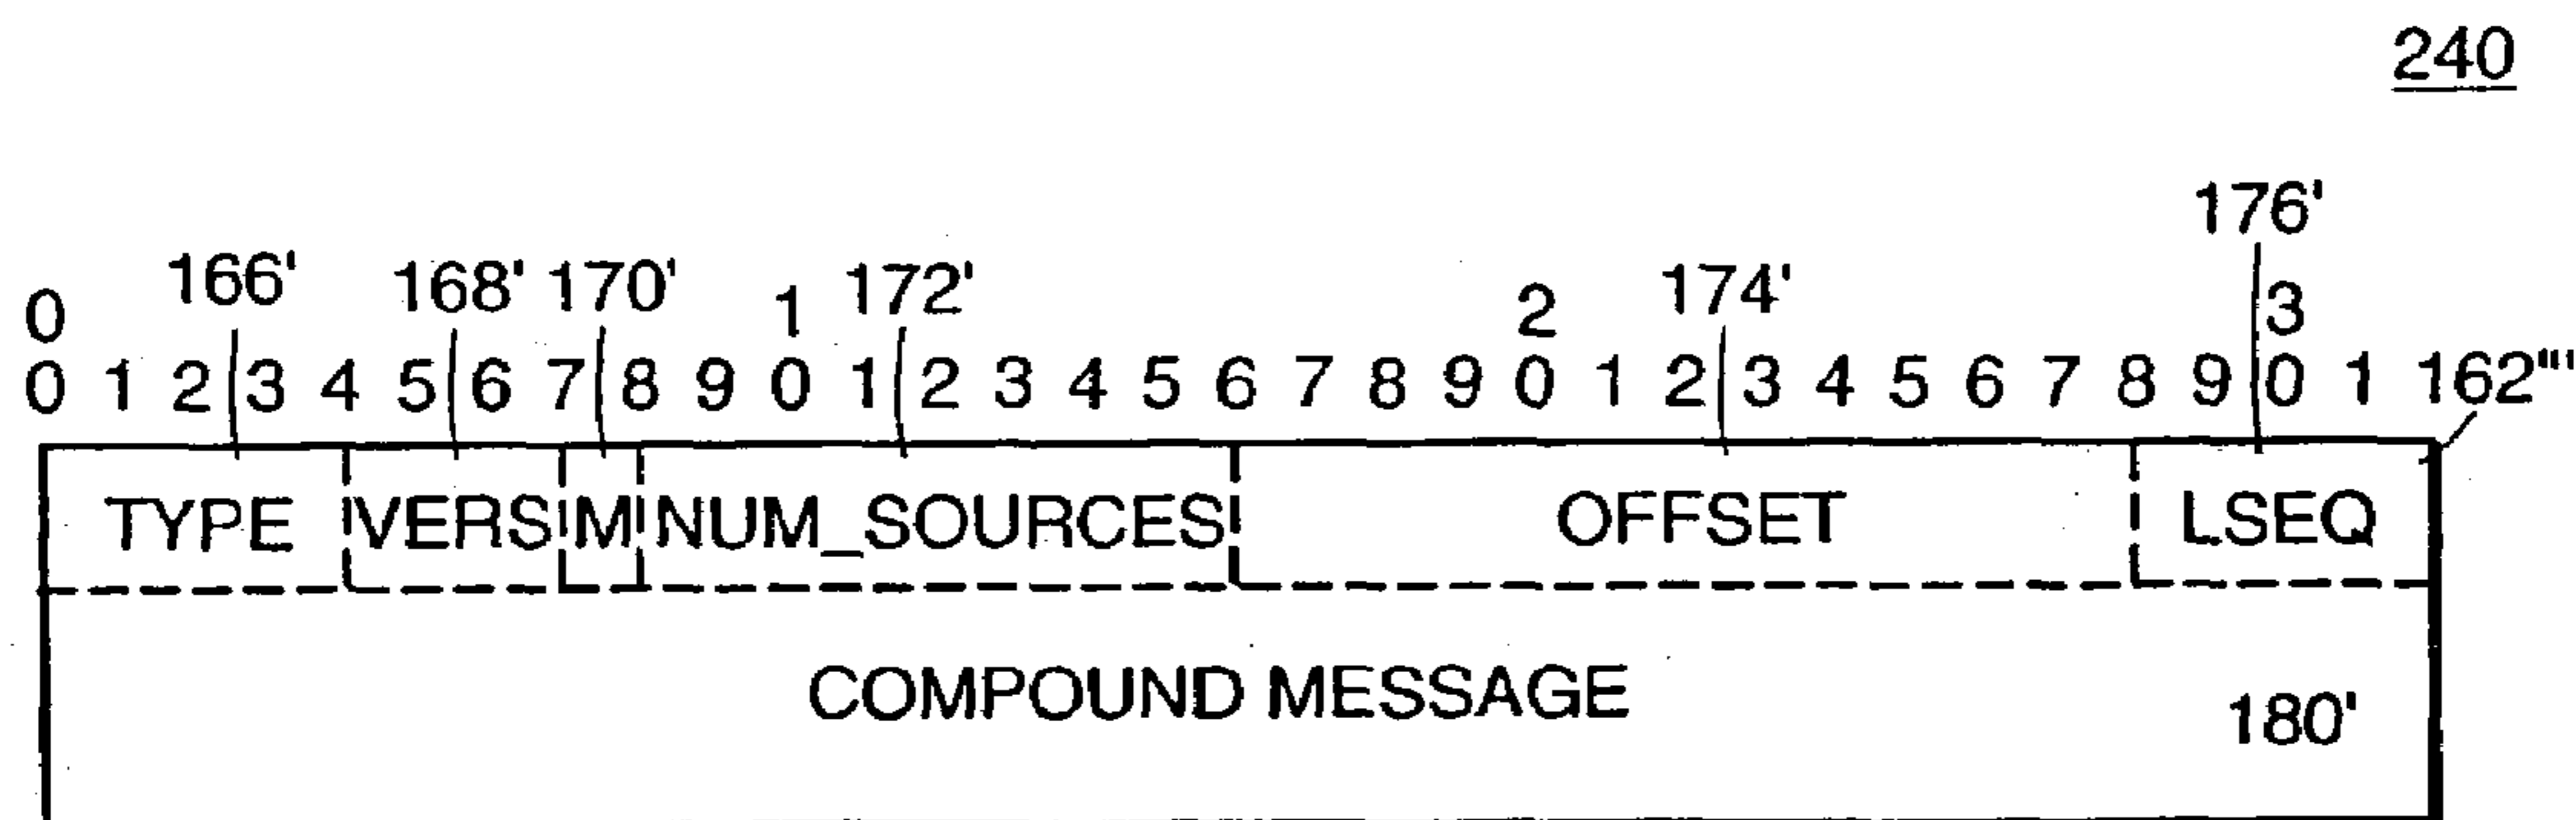 240
176'
166' 168' 170' 172' 174'
0 1 2 3
0 1 2 3 4 5 6 7 8 9 0 1 2 3 4 5 6 7 8 9 0 1 2 3 4 5 6 7 8 9 0 1 162'''
TYPE VERS M NUM_SOURCES OFFSET LSEQ
COMPOUND MESSAGE
180'